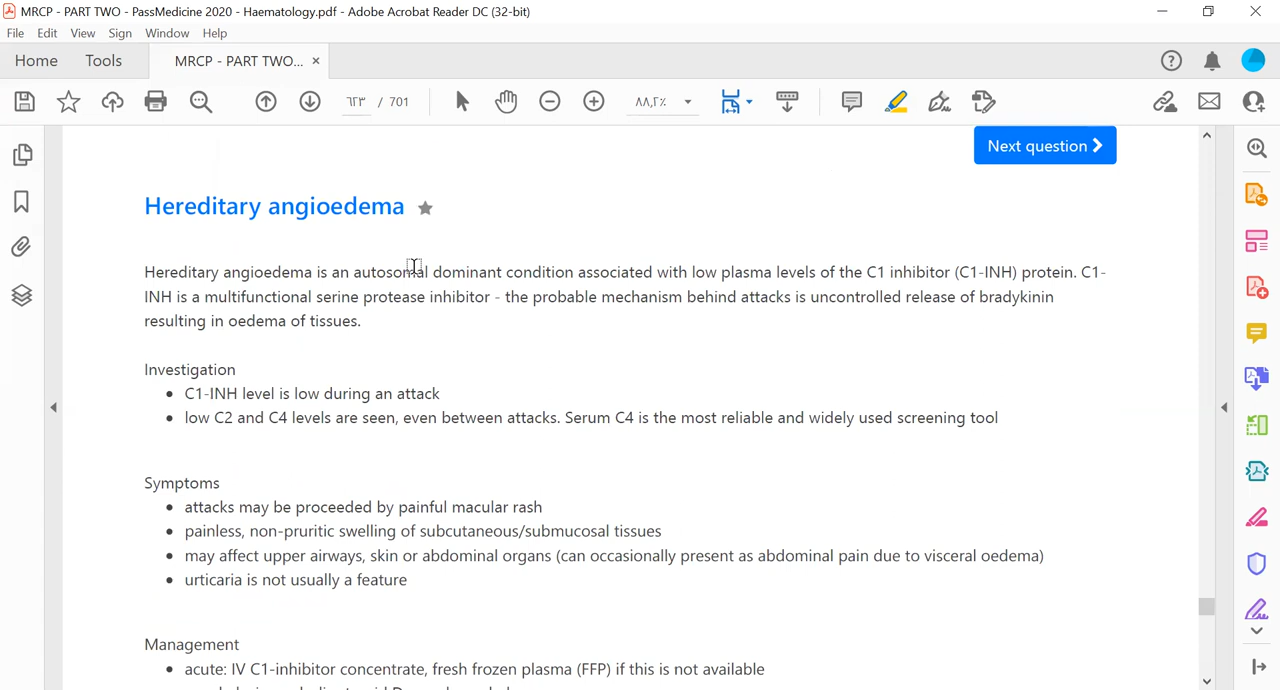 MRCP - PART TWO - PassMedicine 2020 - Haematology.pdf - Adobe Acrobat Reader DC (32-bit)
File Edit View Sign Window Help
Home Tools MRCP - PART TWO... ×
٦٢٣ / 701 ٨٨٫٢٪
Next question
Hereditary angioedema
Hereditary angioedema is an autosomal dominant condition associated with low plasma levels of the C1 inhibitor (C1-INH) protein. C1-
INH is a multifunctional serine protease inhibitor - the probable mechanism behind attacks is uncontrolled release of bradykinin
resulting in oedema of tissues.
Investigation
• C1-INH level is low during an attack
• low C2 and C4 levels are seen, even between attacks. Serum C4 is the most reliable and widely used screening tool
Symptoms
• attacks may be proceeded by painful macular rash
• painless, non-pruritic swelling of subcutaneous/submucosal tissues
• may affect upper airways, skin or abdominal organs (can occasionally present as abdominal pain due to visceral oedema)
• urticaria is not usually a feature
Management
• acute: IV C1-inhibitor concentrate, fresh frozen plasma (FFP) if this is not available